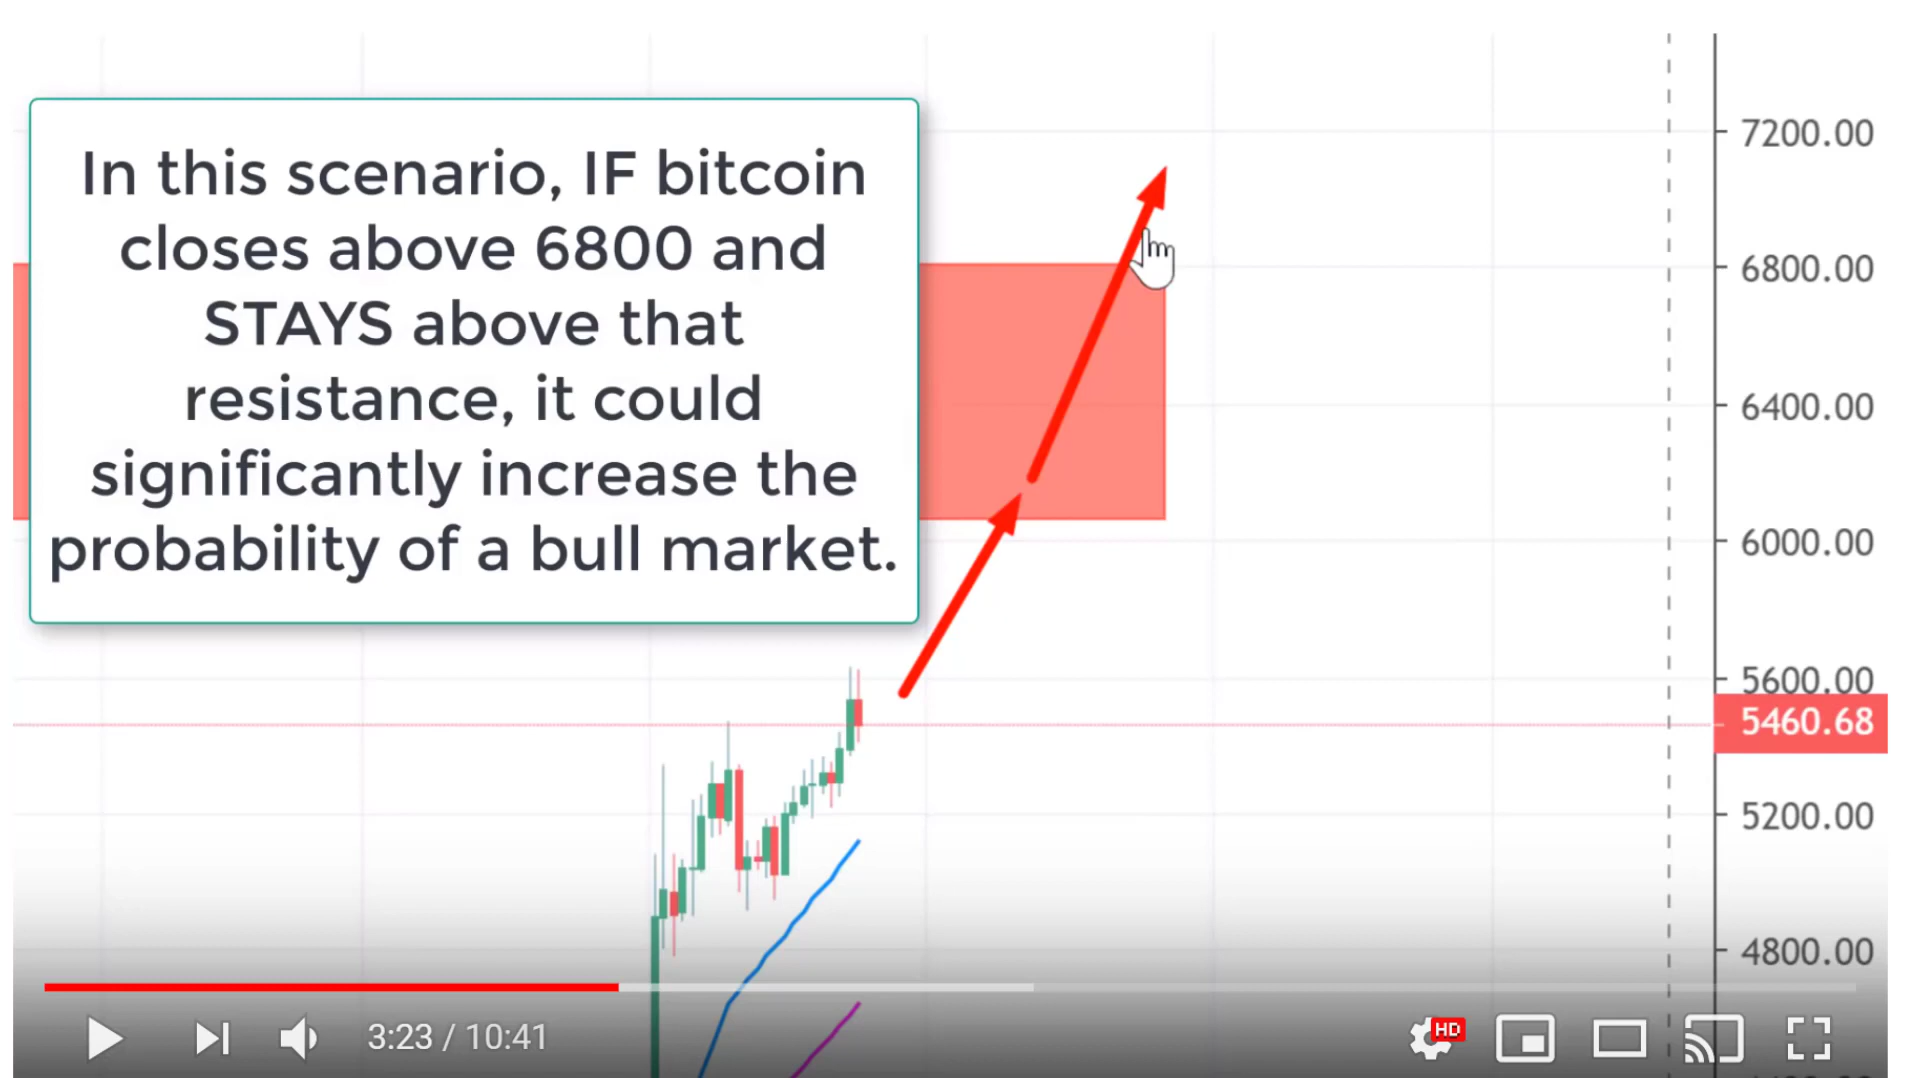 In this scenario, IF bitcoin
closes above 6800 and
STAYS above that
resistance, it could
significantly increase the
probability of a bull market.
7200.00
6800.00
6400.00
6000.00
5600.00
5460.68
5200.00
4800.00
3:23 / 10:41
HD